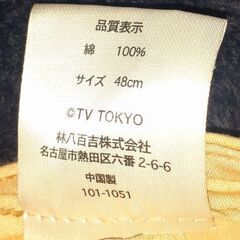 品質表示
綿 100%
サイズ 48cm
©TV TOKYO
林八百吉株式会社
名古屋市熱田区六番2-6-6
中国製
101-1051